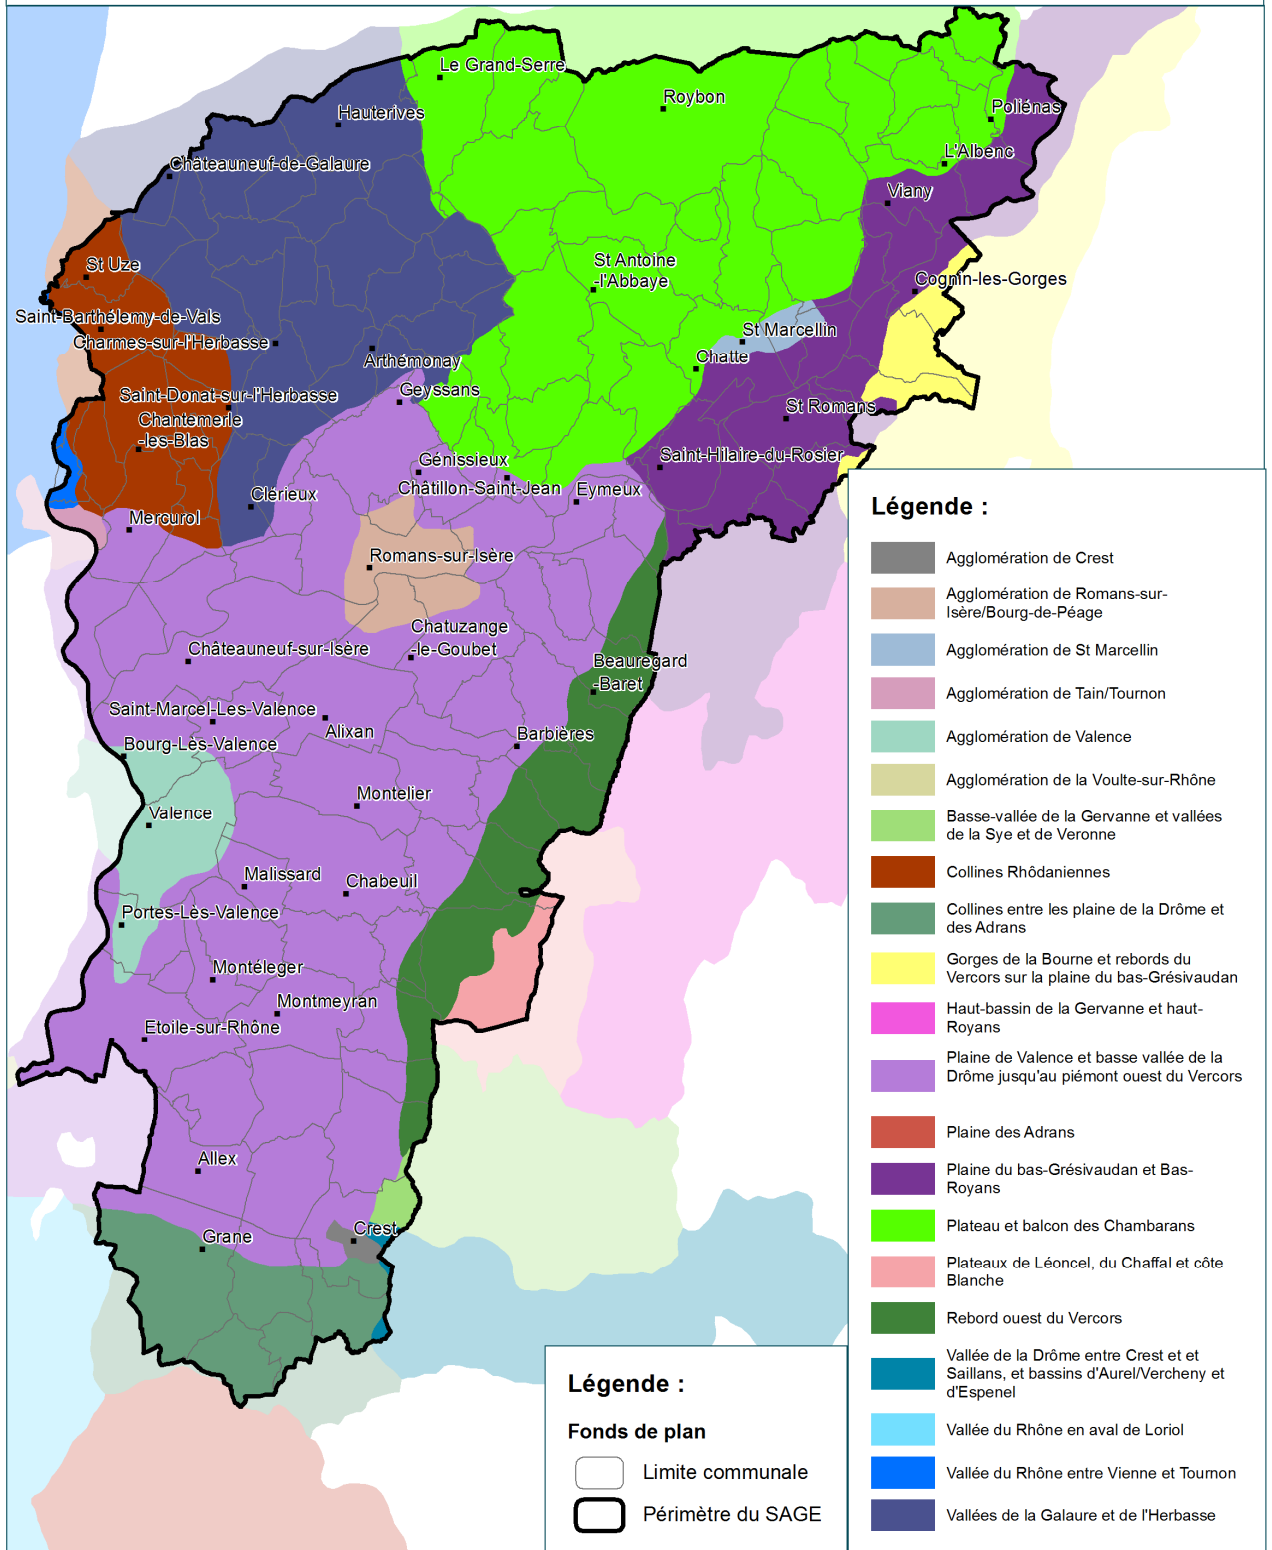 Le Grand-Serre
Roybon
Hauterives
Poliénas
Châteauneuf-de-Galaure
L'Albenc
Viany
St Uze
St Antoine
-l'Abbaye
Cognin-les-Gorges
Saint-Barthélemy-de-Vals
St Marcellin
Charmes-sur-l'Herbasse
Arthémonay
Chatte
Geyssans
Saint-Donat-sur-l'Herbasse
St Romans
Chantemerle
-les-Blas
Génissieux
Saint-Hilaire-du-Rosier
Châtillon-Saint-Jean
Eymeux
Clérieux
Mercurol
Romans-sur-Isère
Chatuzange
-le-Goubet
Châteauneuf-sur-Isère
Beauregard
-Baret
Saint-Marcel-Les-Valence
Alixan
Barbières
Bourg-Lès-Valence
Montelier
Valence
Malissard
Chabeuil
Portes-Lès-Valence
Montéleger
Montmeyran
Etoile-sur-Rhône
Allex
Crest
Grane
Légende :
Agglomération de Crest
Agglomération de Romans-sur-
Isère/Bourg-de-Péage
Agglomération de St Marcellin
Agglomération de Tain/Tournon
Agglomération de Valence
Agglomération de la Voulte-sur-Rhône
Basse-vallée de la Gervanne et vallées
de la Sye et de Veronne
Collines Rhôdaniennes
Collines entre les plaine de la Drôme et
des Adrans
Gorges de la Bourne et rebords du
Vercors sur la plaine du bas-Grésivaudan
Haut-bassin de la Gervanne et haut-
Royans
Plaine de Valence et basse vallée de la
Drôme jusqu'au piémont ouest du Vercors
Plaine des Adrans
Plaine du bas-Grésivaudan et Bas-
Royans
Plateau et balcon des Chambarans
Plateaux de Léoncel, du Chaffal et côte
Blanche
Rebord ouest du Vercors
Vallée de la Drôme entre Crest et et
Saillans, et bassins d'Aurel/Vercheny et
d'Espenel
Vallée du Rhône en aval de Loriol
Vallée du Rhône entre Vienne et Tournon
Vallées de la Galaure et de l'Herbasse
Légende :
Fonds de plan
Limite communale
Périmètre du SAGE